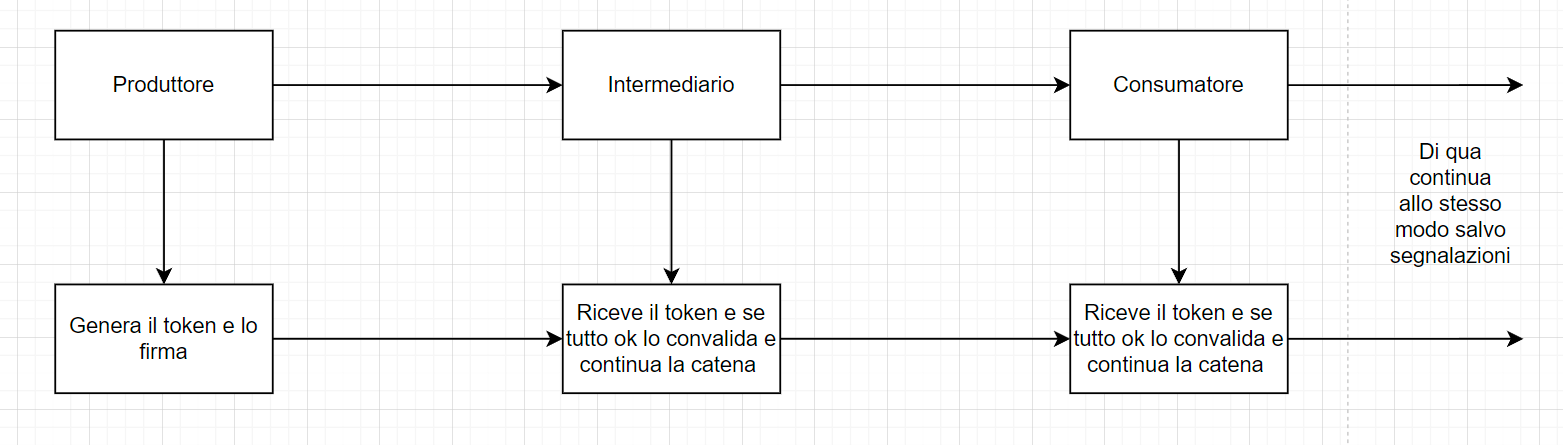 Produttore
Intermediario
Consumatore
Di qua
continua
allo stesso
modo salvo
segnalazioni
Genera il token e lo
firma
Riceve il token e se
tutto ok lo convalida e
continua la catena
Riceve il token e se
tutto ok lo convalida e
continua la catena